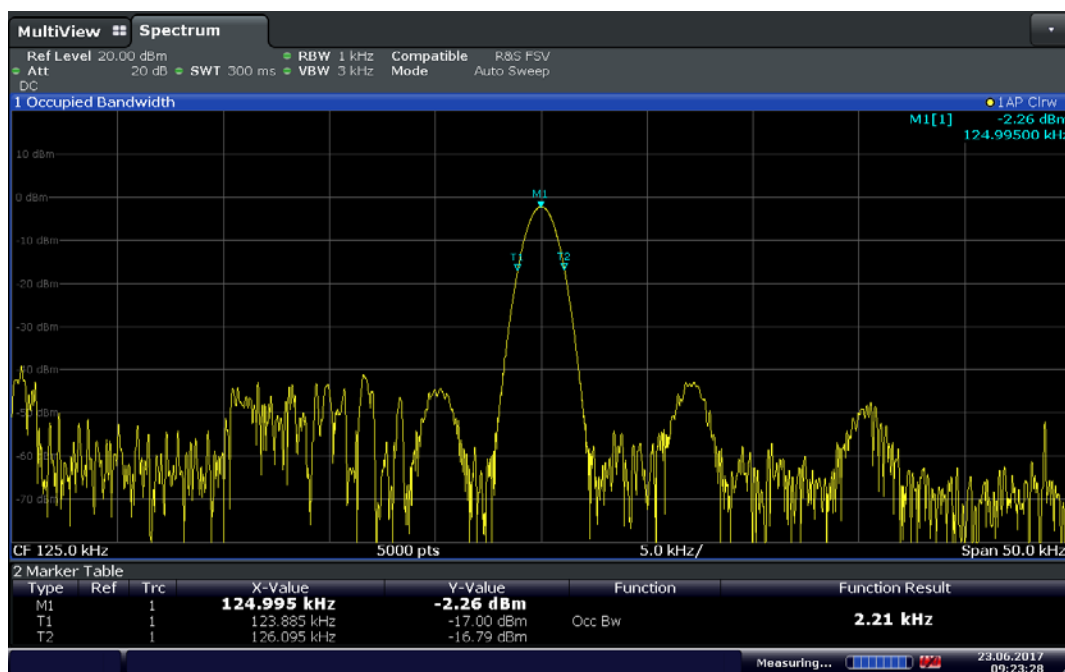 MultiView Spectrum
Ref Level 20.00 dBm RBW 1 kHz Compatible R&S FSV
Att 20 dB SWT 300 ms VBW 3 kHz Mode Auto Sweep
DC
1 Occupied Bandwidth 1AP Clrw
M1[1] -2.26 dBm
124.99500 kHz
10 dBm
0 dBm
M1
-10 dBm
T1 T2
-20 dBm
-30 dBm
-40 dBm
-50 dBm
-60 dBm
-70 dBm
CF 125.0 kHz 5000 pts 5.0 kHz/ Span 50.0 kHz
2 Marker Table
Type Ref Trc X-Value Y-Value Function Function Result
M1 1 124.995 kHz -2.26 dBm
T1 1 123.885 kHz -17.00 dBm Occ Bw 2.21 kHz
T2 1 126.095 kHz -16.79 dBm
Measuring... 23.06.2017
09:23:28